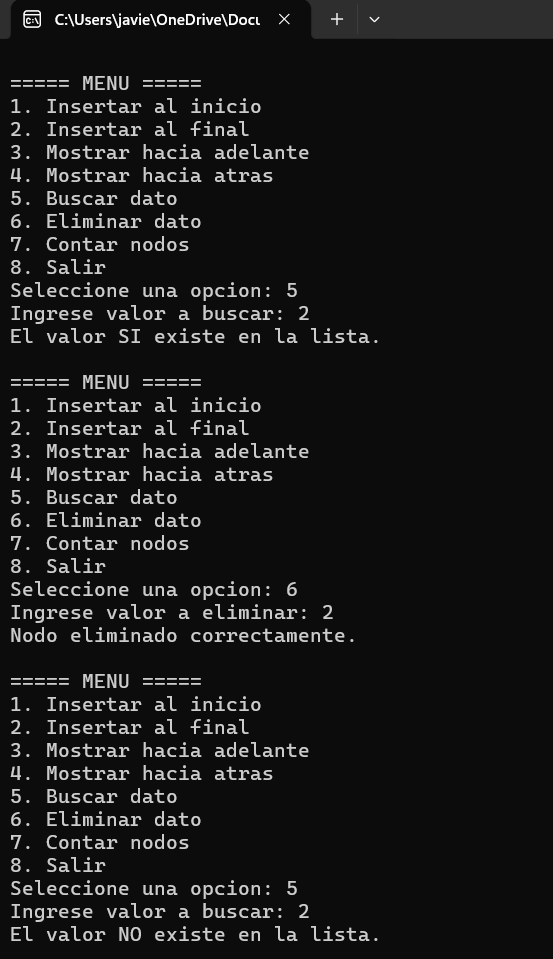 C:\Users\javie\OneDrive\Docu
===== MENU =====
1. Insertar al inicio
2. Insertar al final
3. Mostrar hacia adelante
4. Mostrar hacia atras
5. Buscar dato
6. Eliminar dato
7. Contar nodos
8. Salir
Seleccione una opcion: 5
Ingrese valor a buscar: 2
El valor SI existe en la lista.
===== MENU =====
1. Insertar al inicio
2. Insertar al final
3. Mostrar hacia adelante
4. Mostrar hacia atras
5. Buscar dato
6. Eliminar dato
7. Contar nodos
8. Salir
Seleccione una opcion: 6
Ingrese valor a eliminar: 2
Nodo eliminado correctamente.
===== MENU =====
1. Insertar al inicio
2. Insertar al final
3. Mostrar hacia adelante
4. Mostrar hacia atras
5. Buscar dato
6. Eliminar dato
7. Contar nodos
8. Salir
Seleccione una opcion: 5
Ingrese valor a buscar: 2
El valor NO existe en la lista.